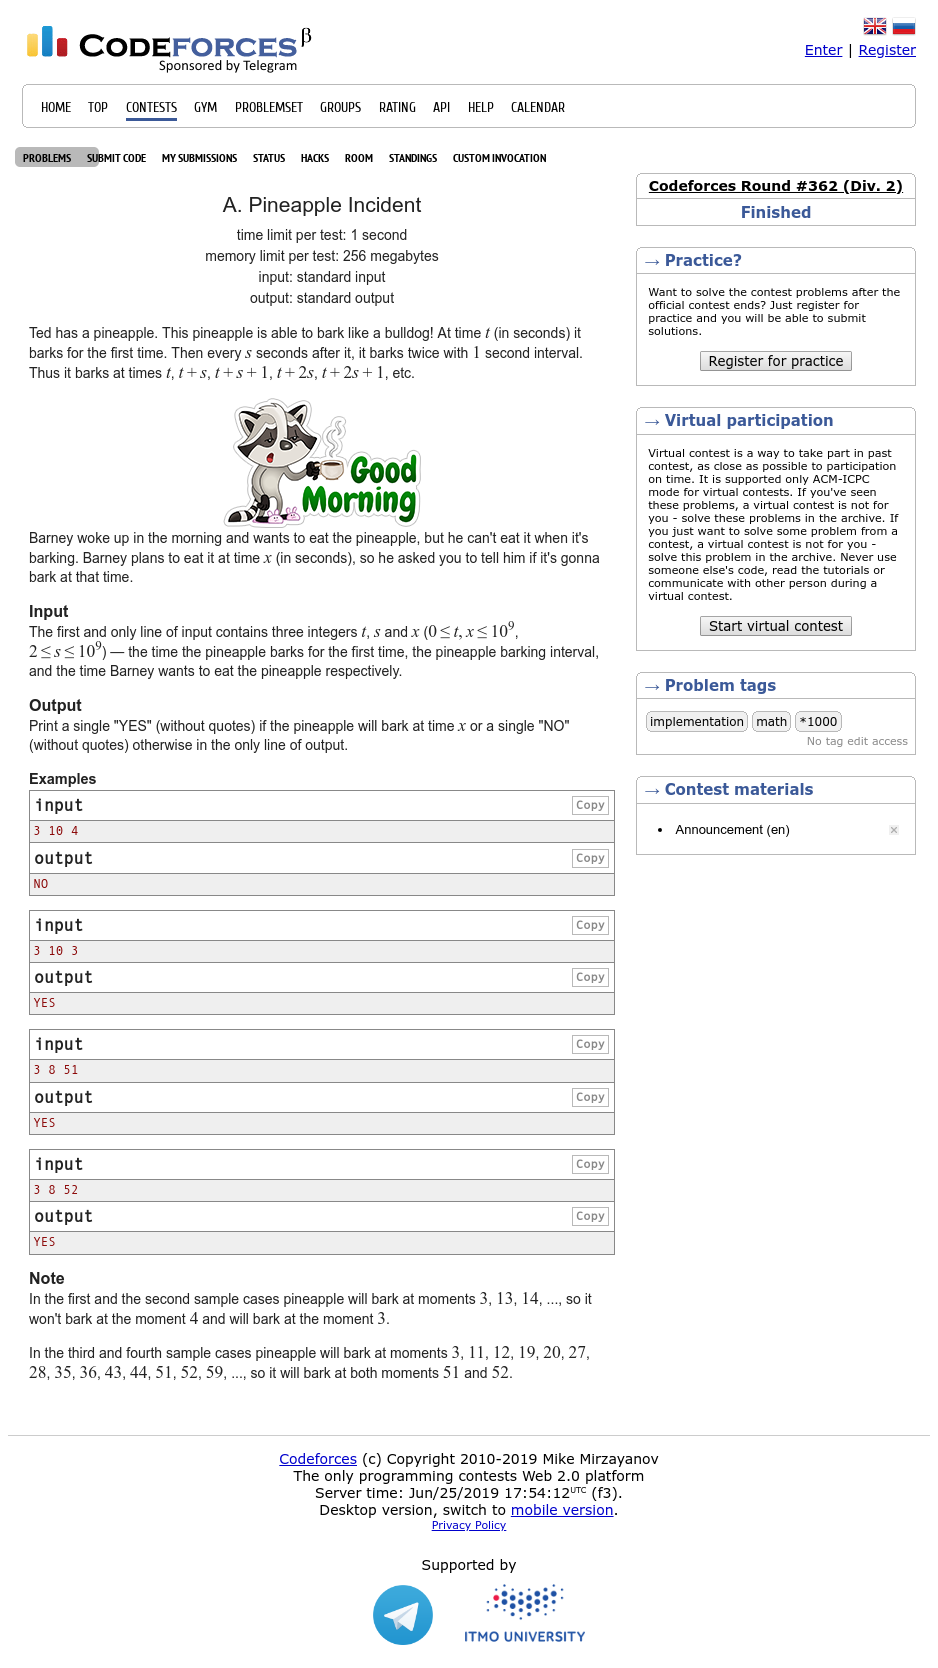 CODEFORCES β
Sponsored by Telegram
Enter | Register
HOME TOP CONTESTS GYM PROBLEMSET GROUPS RATING API HELP CALENDAR
PROBLEMS SUBMIT CODE MY SUBMISSIONS STATUS HACKS ROOM STANDINGS CUSTOM INVOCATION
A. Pineapple Incident
time limit per test: 1 second
memory limit per test: 256 megabytes
input: standard input
output: standard output
Ted has a pineapple. This pineapple is able to bark like a bulldog! At time t (in seconds) it
barks for the first time. Then every s seconds after it, it barks twice with 1 second interval.
Thus it barks at times t, t + s, t + s + 1, t + 2s, t + 2s + 1, etc.
Good
Morning
Barney woke up in the morning and wants to eat the pineapple, but he can't eat it when it's
barking. Barney plans to eat it at time x (in seconds), so he asked you to tell him if it's gonna
bark at that time.
Input
The first and only line of input contains three integers t, s and x (0 ≤ t, x ≤ 10⁹,
2 ≤ s ≤ 10⁹) — the time the pineapple barks for the first time, the pineapple barking interval,
and the time Barney wants to eat the pineapple respectively.
Output
Print a single "YES" (without quotes) if the pineapple will bark at time x or a single "NO"
(without quotes) otherwise in the only line of output.
Examples
input Copy
3 10 4
output Copy
NO
input Copy
3 10 3
output Copy
YES
input Copy
3 8 51
output Copy
YES
input Copy
3 8 52
output Copy
YES
Note
In the first and the second sample cases pineapple will bark at moments 3, 13, 14, ..., so it
won't bark at the moment 4 and will bark at the moment 3.
In the third and fourth sample cases pineapple will bark at moments 3, 11, 12, 19, 20, 27,
28, 35, 36, 43, 44, 51, 52, 59, ..., so it will bark at both moments 51 and 52.
Codeforces Round #362 (Div. 2)
Finished
→ Practice?
Want to solve the contest problems after the
official contest ends? Just register for
practice and you will be able to submit
solutions.
Register for practice
→ Virtual participation
Virtual contest is a way to take part in past
contest, as close as possible to participation
on time. It is supported only ACM-ICPC
mode for virtual contests. If you've seen
these problems, a virtual contest is not for
you - solve these problems in the archive. If
you just want to solve some problem from a
contest, a virtual contest is not for you -
solve this problem in the archive. Never use
someone else's code, read the tutorials or
communicate with other person during a
virtual contest.
Start virtual contest
→ Problem tags
implementation math *1000
No tag edit access
→ Contest materials
• Announcement (en) ×
Codeforces (c) Copyright 2010-2019 Mike Mirzayanov
The only programming contests Web 2.0 platform
Server time: Jun/25/2019 17:54:12 UTC (f3).
Desktop version, switch to mobile version.
Privacy Policy
Supported by
ITMO UNIVERSITY